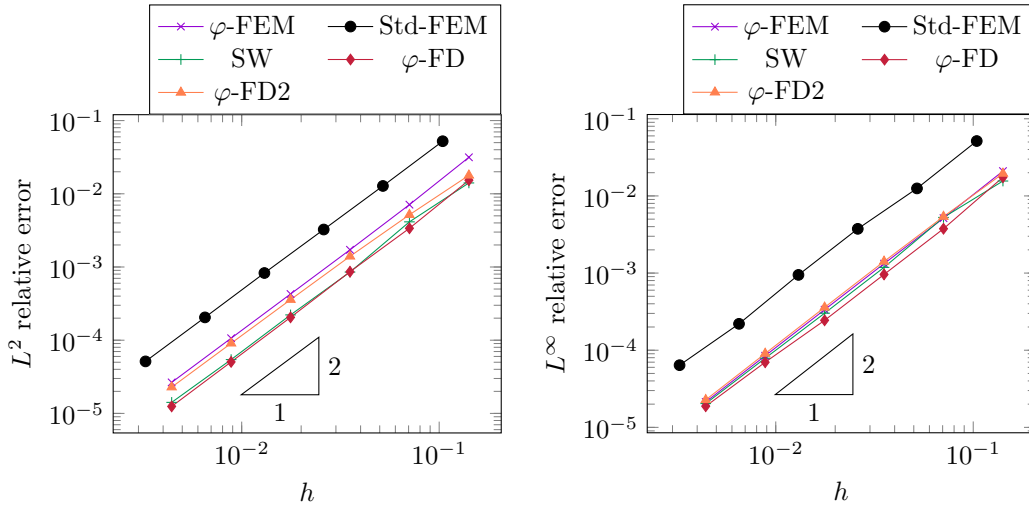 φ-FEM Std-FEM
SW φ-FD
φ-FD2
10⁻¹
10⁻²
10⁻³
10⁻⁴
10⁻⁵
L² relative error
2
1
10⁻² 10⁻¹
h
φ-FEM Std-FEM
SW φ-FD
φ-FD2
10⁻¹
10⁻²
10⁻³
10⁻⁴
10⁻⁵
L∞ relative error
2
1
10⁻² 10⁻¹
h